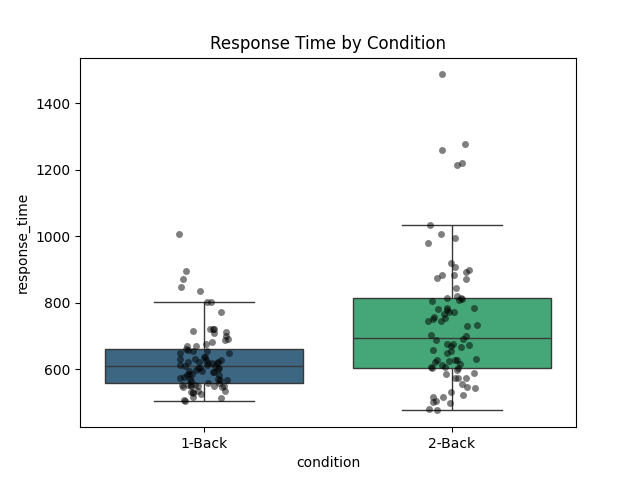 Response Time by Condition
response_time
1400
1200
1000
800
600
1-Back
2-Back
condition